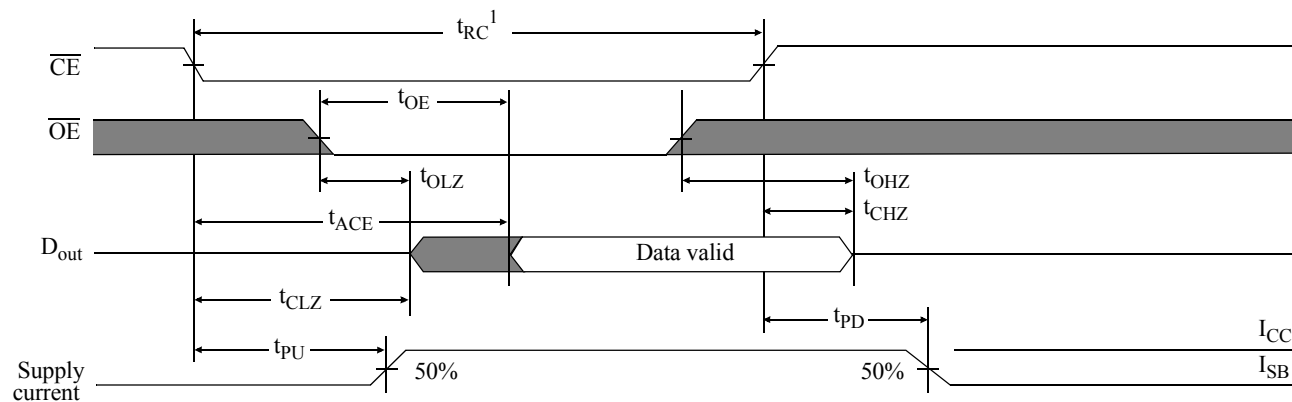 tRC1
CE
tOE
OE
tOLZ
tOHZ
tACE
tCHZ
Dout
Data valid
tCLZ
tPD
tPU
ICC
Supply
current
50%
50%
ISB